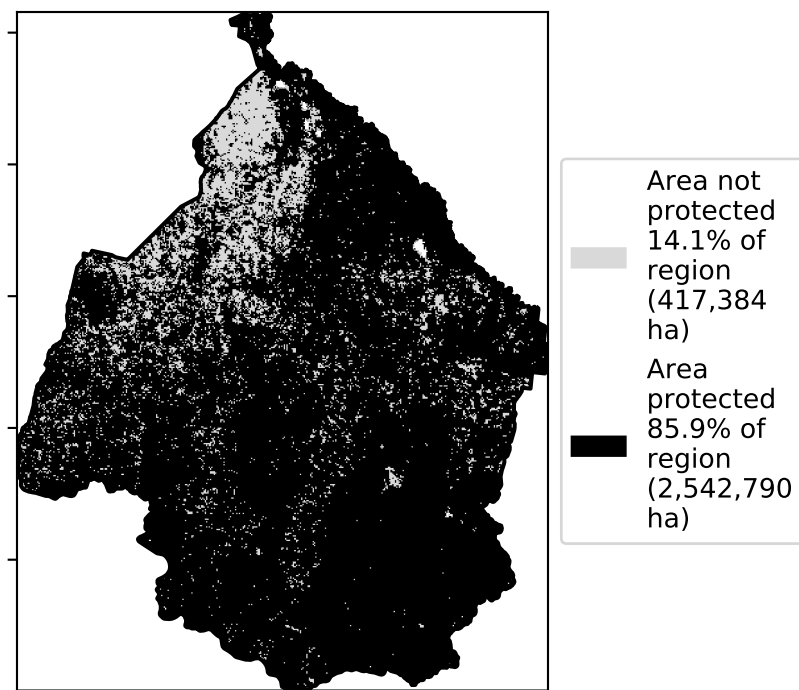 Area not
protected
14.1% of
region
(417,384
ha)
Area
protected
85.9% of
region
(2,542,790
ha)